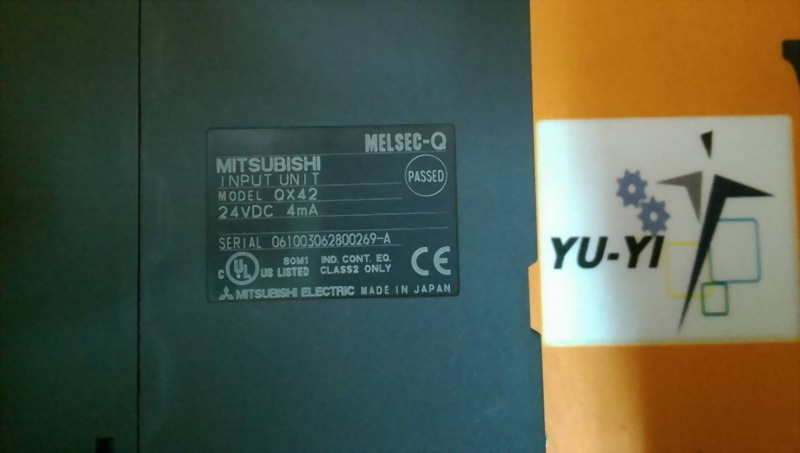 MELSEC-Q
MITSUBISHI
INPUT UNIT
PASSED
MODEL QX42
24VDC 4mA
SERIAL 061003062800269-A
C UL US LISTED
80M1 IND. CONT. EQ.
CLASS2 ONLY
CE
MITSUBISHI ELECTRIC MADE IN JAPAN
YU-YI